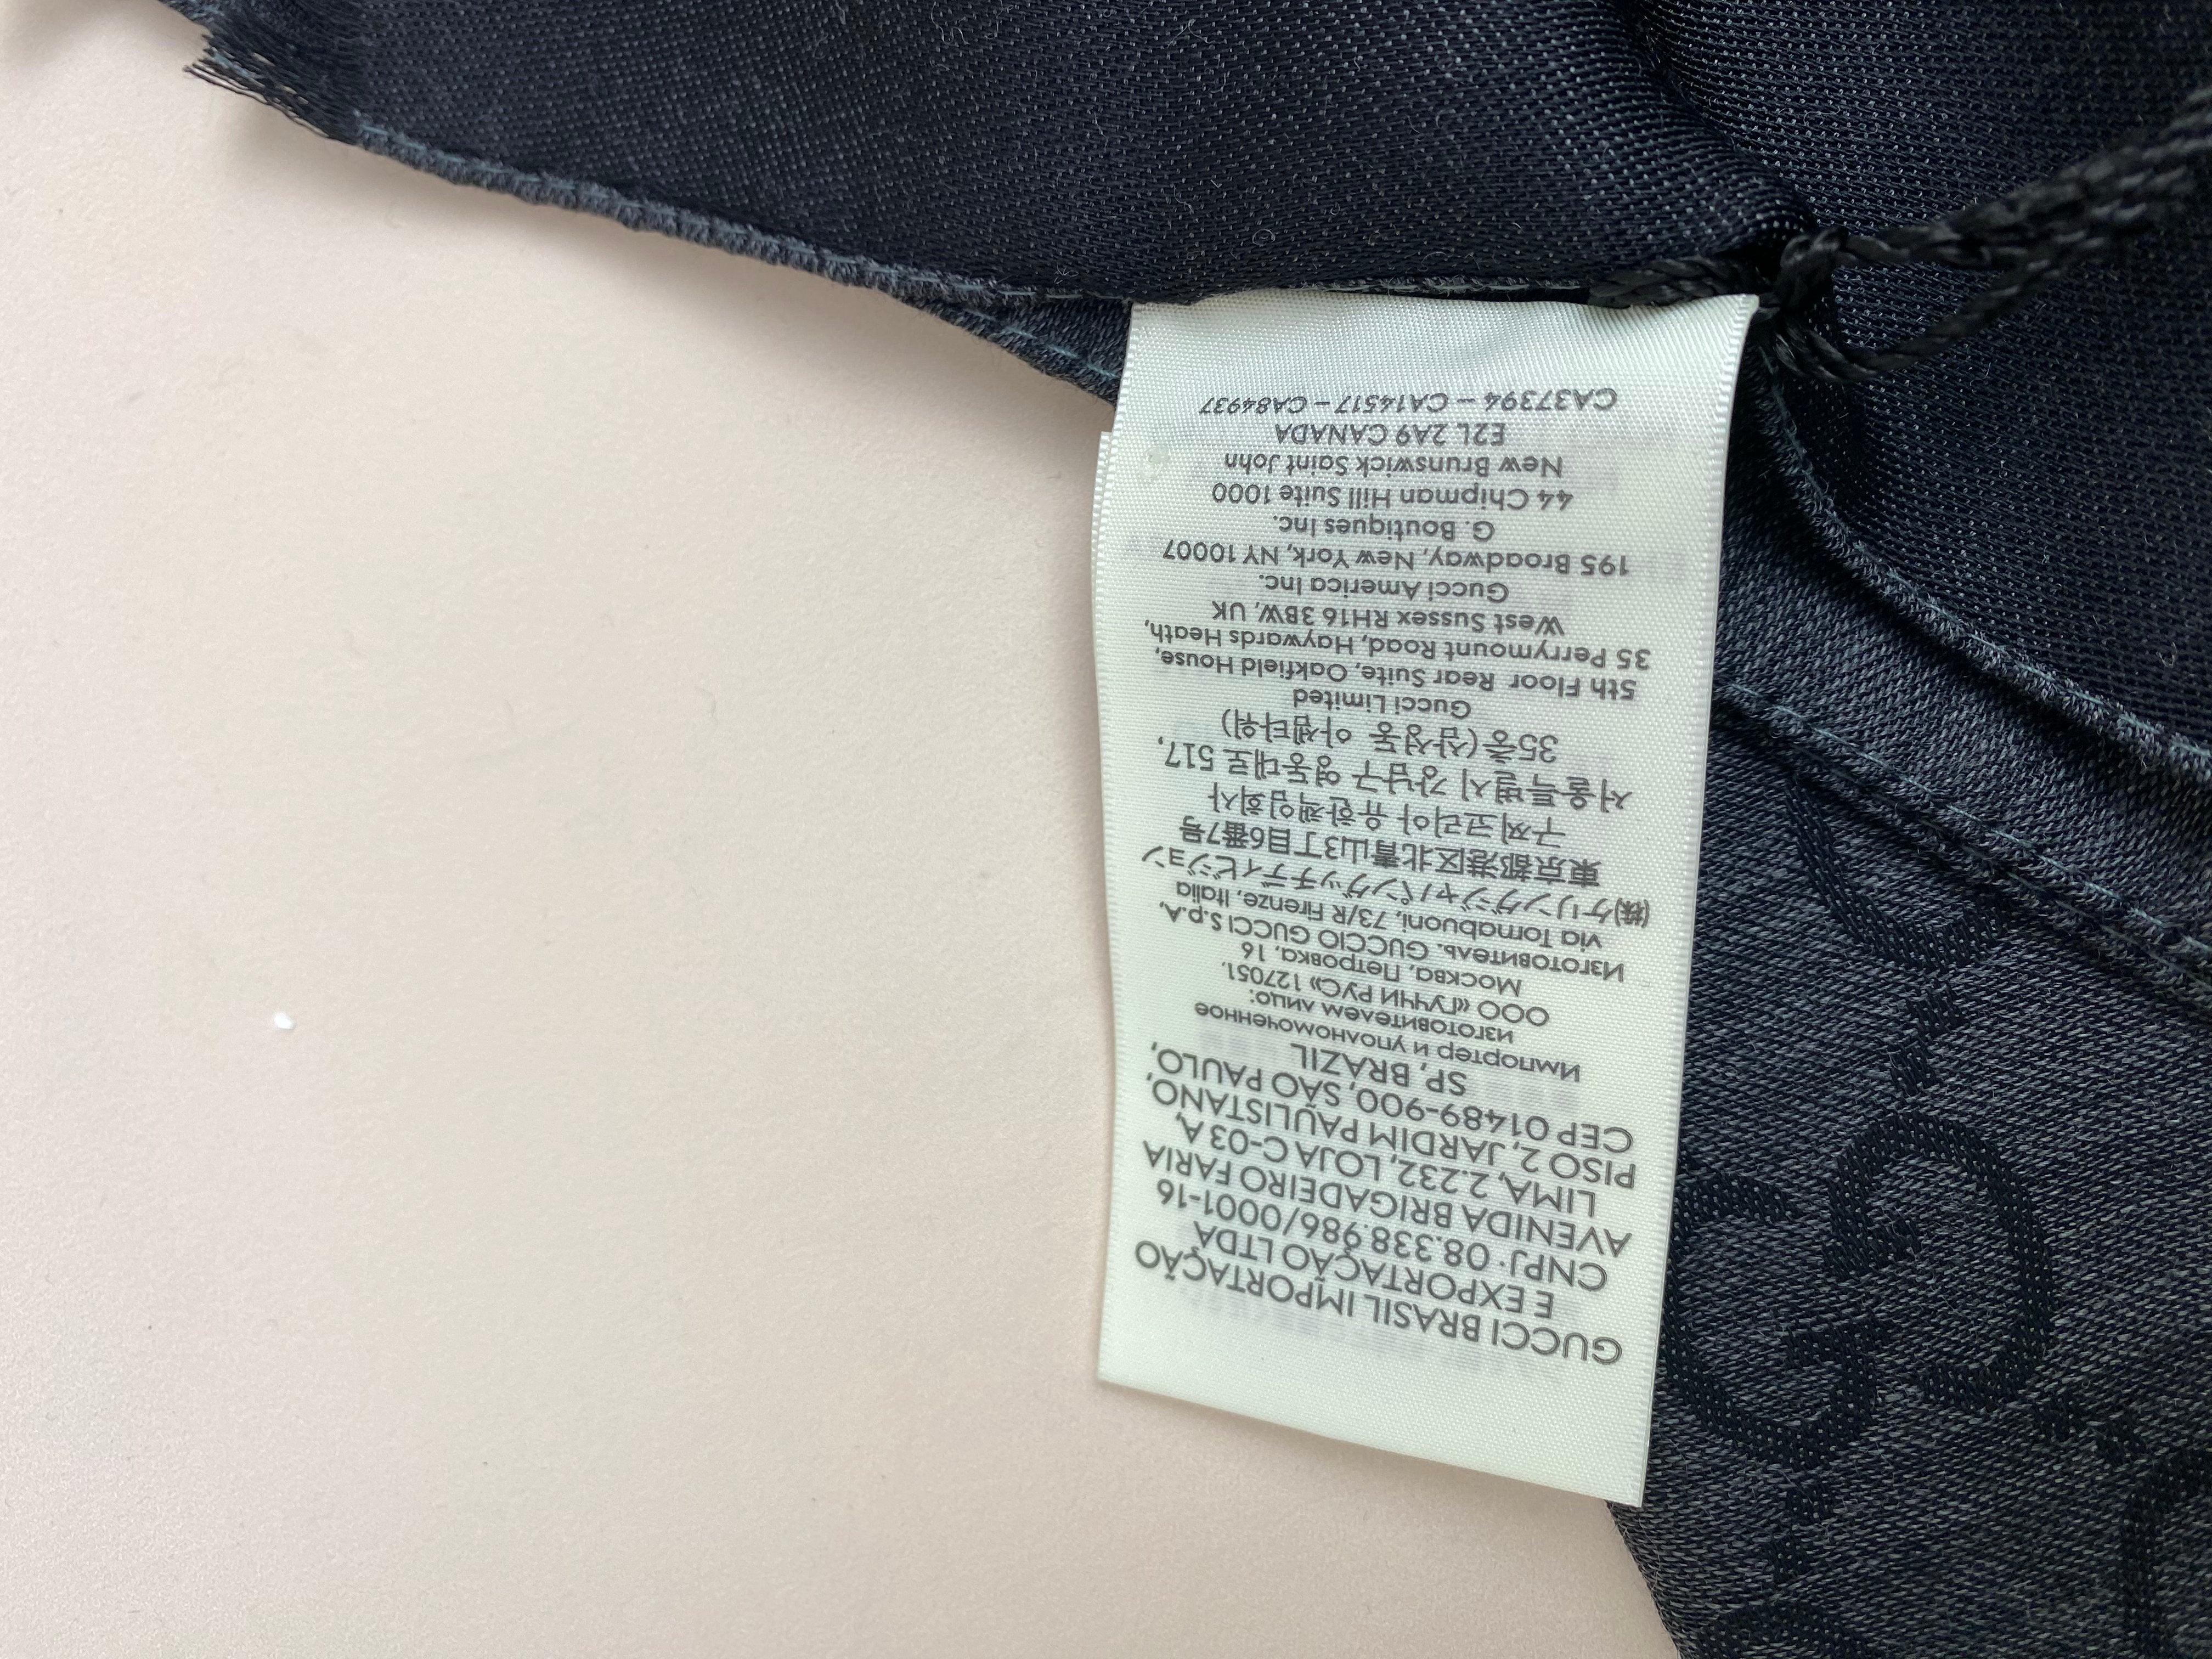 GUCCI BRASIL IMPORTAÇÃO
E EXPORTAÇÃO LTDA
CNPJ: 08.338.986/0001-16
AVENIDA BRIGADEIRO FARIA
LIMA, 2.232, LOJA C-03 A,
PISO 2, JARDIM PAULISTANO,
CEP 01489-900, SÃO PAULO,
SP, BRAZIL
Импортер и уполномоченное
изготовителем лицо:
ООО «ГУЧЧИ РУС» 127051,
Москва, Петровка, 16
Изготовитель. GUCCIO GUCCI S.p.A.
via Tornabuoni, 73/R Firenze, Italia
(株)ケリングジャパングッチディビジョン
東京都港区北青山3丁目6番7号
구찌코리아 유한책임회사
서울특별시 강남구 영동대로 517,
35층(삼성동 아셈타워)
Gucci Limited
5th Floor Rear Suite, Oakfield House,
35 Perrymount Road, Haywards Heath,
West Sussex RH16 3BW, UK
Gucci America Inc.
195 Broadway, New York, NY 10007
G. Boutiques Inc.
44 Chipman Hill Suite 1000
New Brunswick Saint John
E2L 2A9 CANADA
CA37394 – CA14517 – CA84937